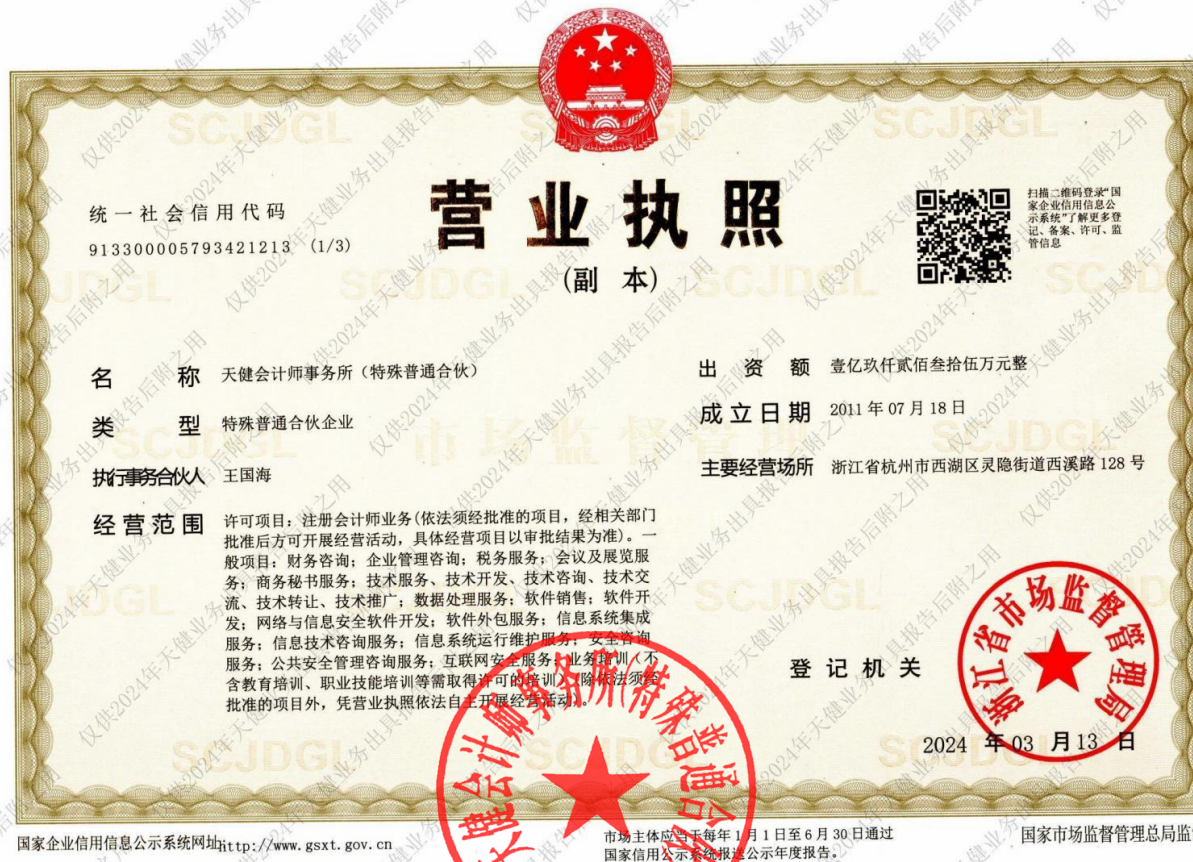 营业执照
(副 本)
统一社会信用代码
913300005793421213 (1/3)
扫描二维码登录“国
家企业信用信息公
示系统”了解更多登
记、备案、许可、监
管信息
名 称 天健会计师事务所（特殊普通合伙）
类 型 特殊普通合伙企业
执行事务合伙人 王国海
经营范围 许可项目：注册会计师业务(依法须经批准的项目，经相关部门
批准后方可开展经营活动，具体经营项目以审批结果为准)。一
般项目：财务咨询；企业管理咨询；税务服务；会议及展览服
务；商务秘书服务；技术服务、技术开发、技术咨询、技术交
流、技术转让、技术推广；数据处理服务；软件销售；软件开
发；网络与信息安全软件开发；软件外包服务；信息系统集成
服务；信息技术咨询服务；信息系统运行维护服务；安全咨询
服务；公共安全管理咨询服务；互联网安全服务；业务培训（不
含教育培训、职业技能培训等需取得许可的培训）(除依法须经
批准的项目外，凭营业执照依法自主开展经营活动)。
出 资 额 壹亿玖仟贰佰叁拾伍万元整
成立日期 2011年07月18日
主要经营场所 浙江省杭州市西湖区灵隐街道西溪路128号
登记机关
浙江省市场监督管理局
2024 年 03 月 13 日
天健会计师事务所(特殊普通合伙
国家企业信用信息公示系统网址http://www.gsxt.gov.cn
市场主体应当于每年1月1日至6月30日通过
国家信用公示系统报送公示年度报告。
国家市场监督管理总局监
仅供2024年天健业务出具报告后附之用
SCJDGL
市场监督管理